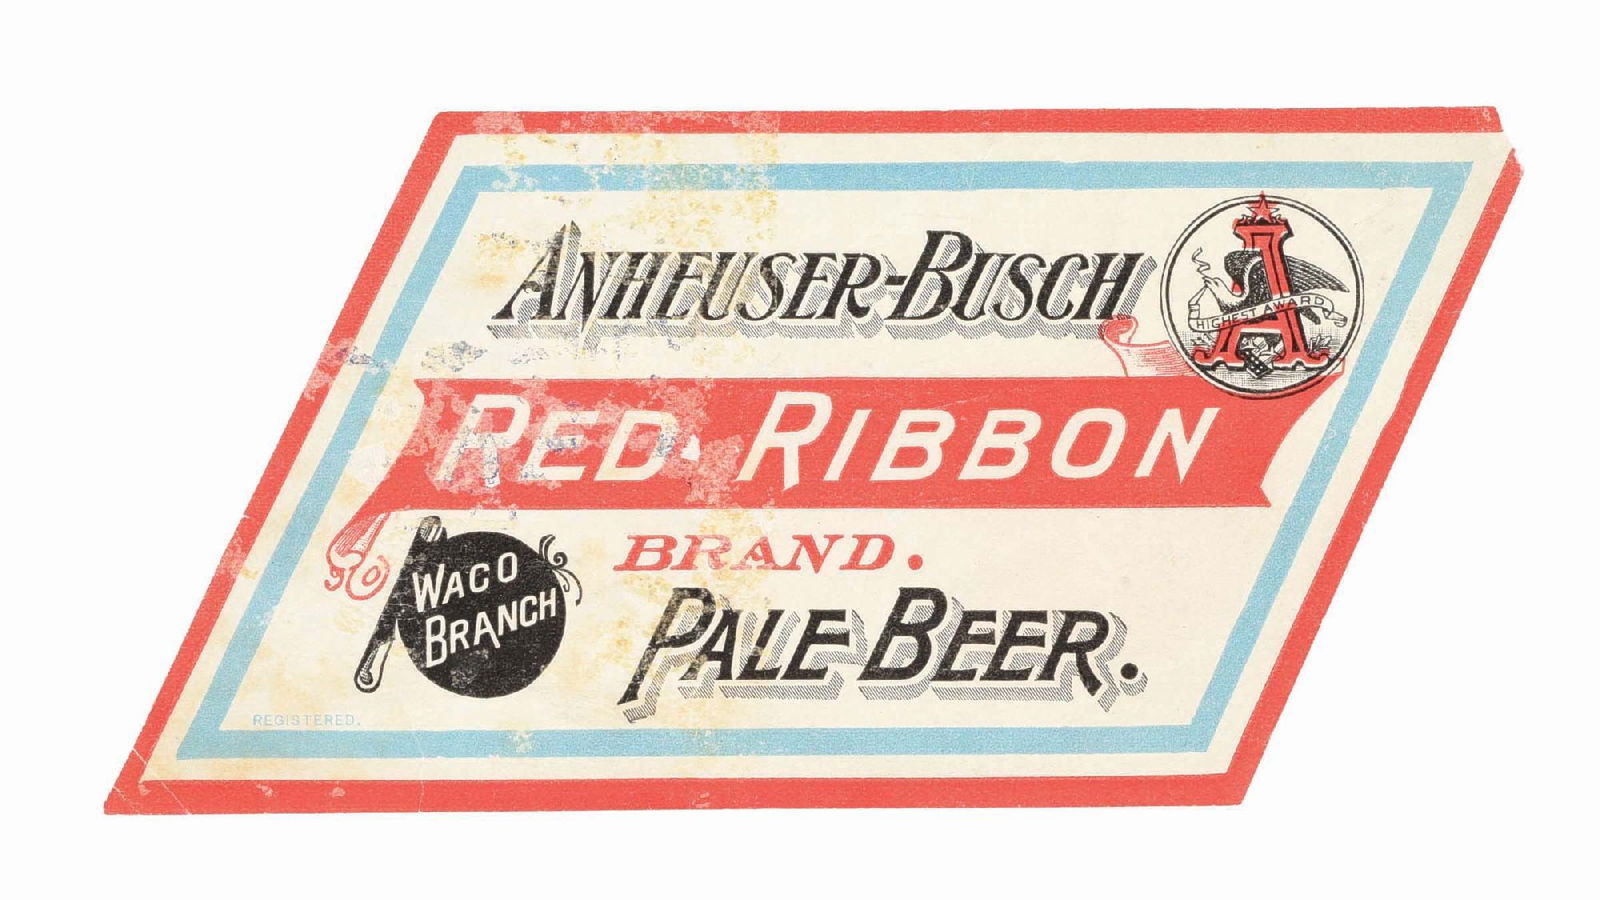 ANHEUSER-BUSCH
HIGHEST AWARD
A
RED RIBBON
BRAND.
PALE BEER.
WACO
BRANCH
REGISTERED.